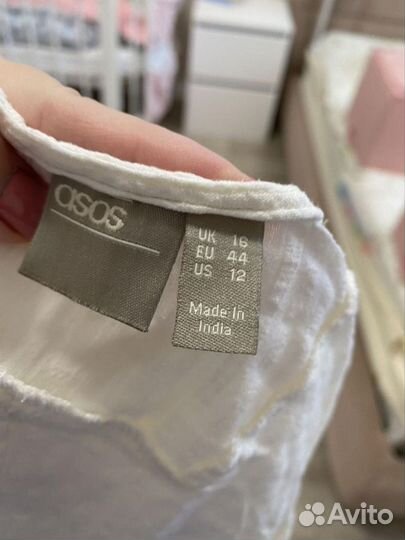 asos
UK 16
EU 44
US 12
Made In
India
Avito